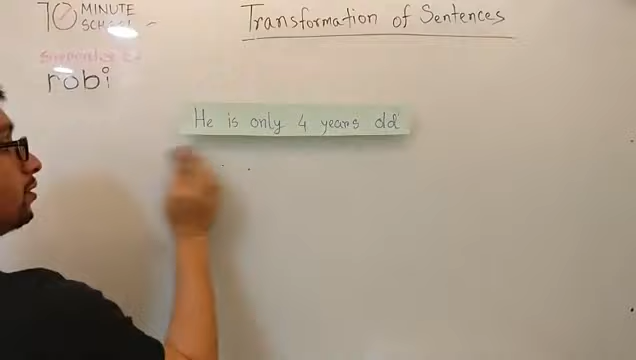 10 MINUTE
SCHOOL
Transformation of Sentences
robi
He is only 4 years old